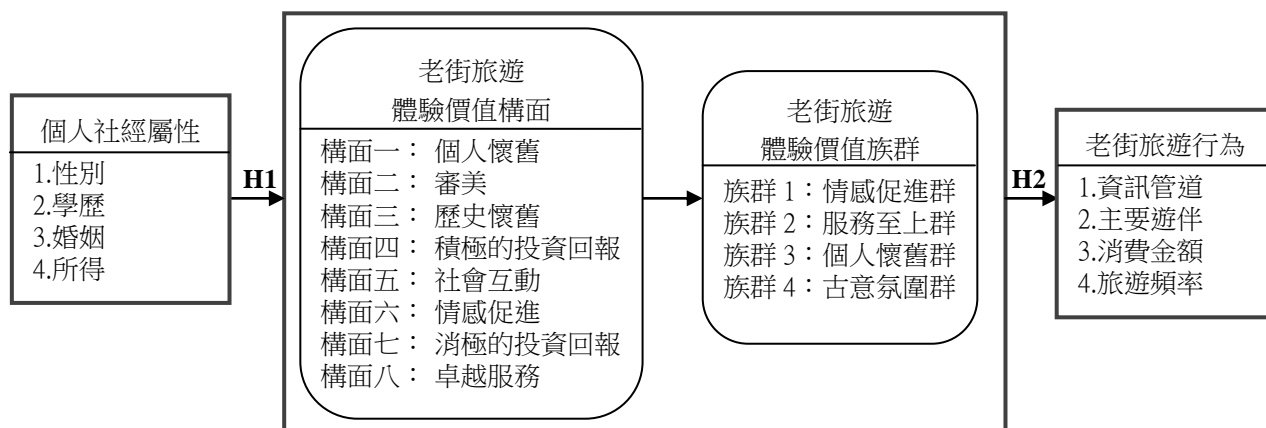 個人社經屬性
1.性別
2.學歷
3.婚姻
4.所得
H1
老街旅遊
體驗價值構面
構面一： 個人懷舊
構面二： 審美
構面三： 歷史懷舊
構面四： 積極的投資回報
構面五： 社會互動
構面六： 情感促進
構面七： 消極的投資回報
構面八： 卓越服務
老街旅遊
體驗價值族群
族群 1：情感促進群
族群 2：服務至上群
族群 3：個人懷舊群
族群 4：古意氛圍群
H2
老街旅遊行為
1.資訊管道
2.主要遊伴
3.消費金額
4.旅遊頻率